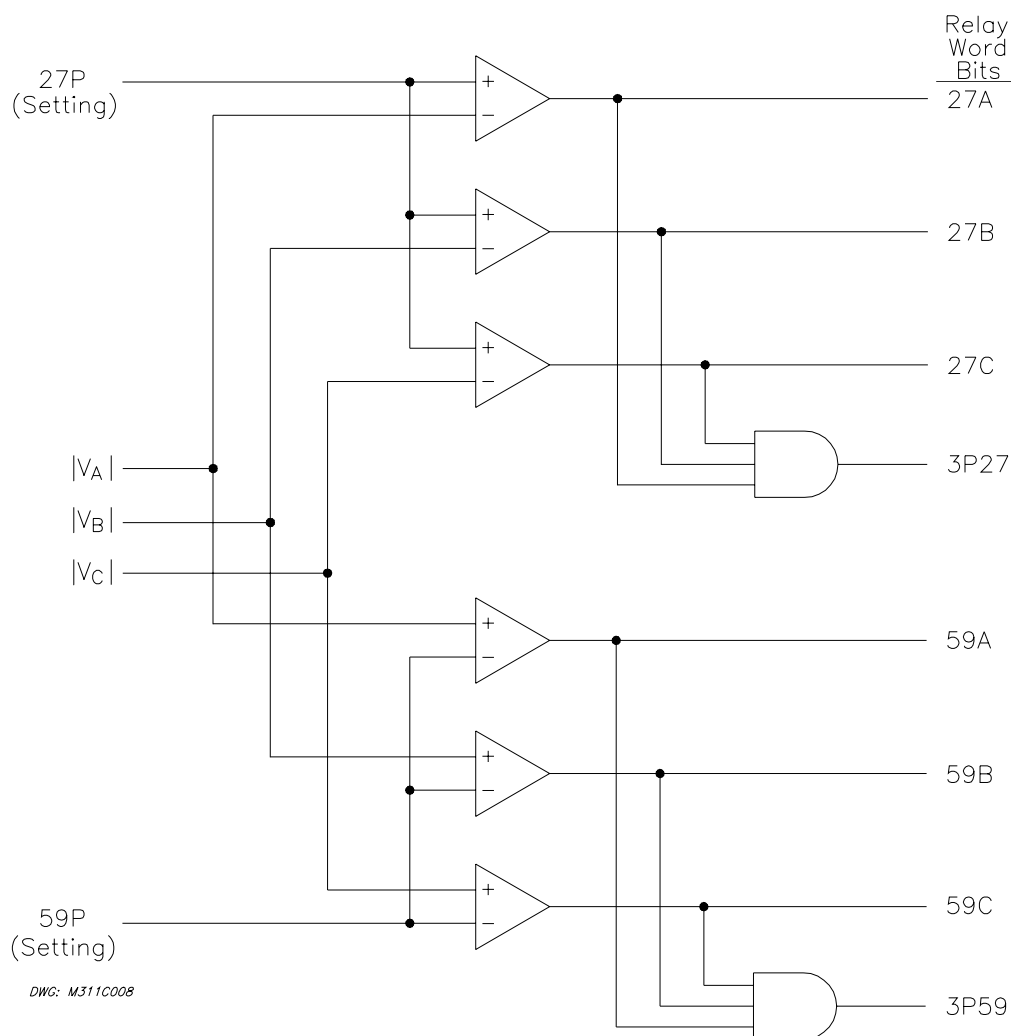 Relay
Word
Bits
27P
(Setting)
+
−
27A
+
−
27B
+
−
27C
3P27
|VA|
|VB|
|VC|
+
−
59A
+
−
59B
+
−
59C
59P
(Setting)
3P59
DWG: M311C008